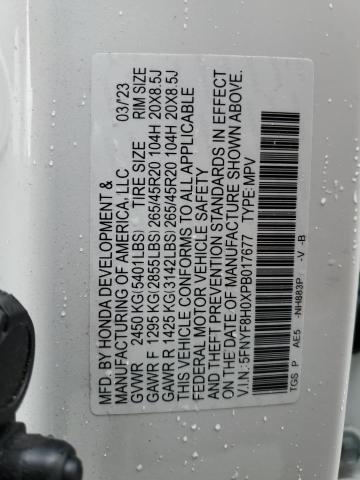 MFD. BY HONDA DEVELOPMENT &
MANUFACTURING OF AMERICA, LLC 03/23
GVWR 2450 KG(5401LBS) TIRE SIZE RIM SIZE
GAWR F 1295 KG(2855LBS) 265/45R20 104H 20X8.5J
GAWR R 1425 KG(3142LBS) 265/45R20 104H 20X8.5J
THIS VEHICLE CONFORMS TO ALL APPLICABLE
FEDERAL MOTOR VEHICLE SAFETY
AND THEFT PREVENTION STANDARDS IN EFFECT
ON THE DATE OF MANUFACTURE SHOWN ABOVE.
V.I.N.: 5FNYF8H0XPB017677 TYPE: MPV
TGS P AE5 -NH883P -V -B